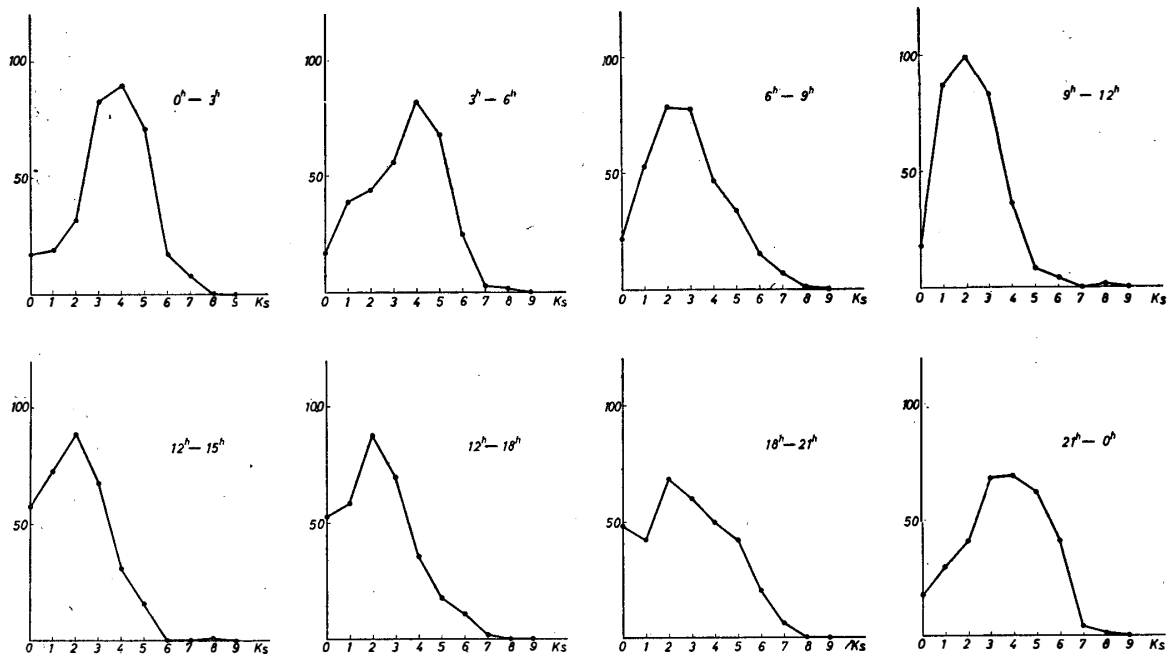 100
50
0ʰ — 3ʰ
0 1 2 3 4 5 6 7 8 9 Ks
100
50
3ʰ — 6ʰ
0 1 2 3 4 5 6 7 8 9 Ks
100
50
6ʰ — 9ʰ
0 1 2 3 4 5 6 7 8 9 Ks
100
50
9ʰ — 12ʰ
0 1 2 3 4 5 6 7 8 9 Ks
100
50
12ʰ — 15ʰ
0 1 2 3 4 5 6 7 8 9 Ks
100
50
12ʰ — 18ʰ
0 1 2 3 4 5 6 7 8 9 Ks
100
50
18ʰ — 21ʰ
0 1 2 3 4 5 6 7 8 9 Ks
100
50
21ʰ — 0ʰ
0 1 2 3 4 5 6 7 8 9 Ks